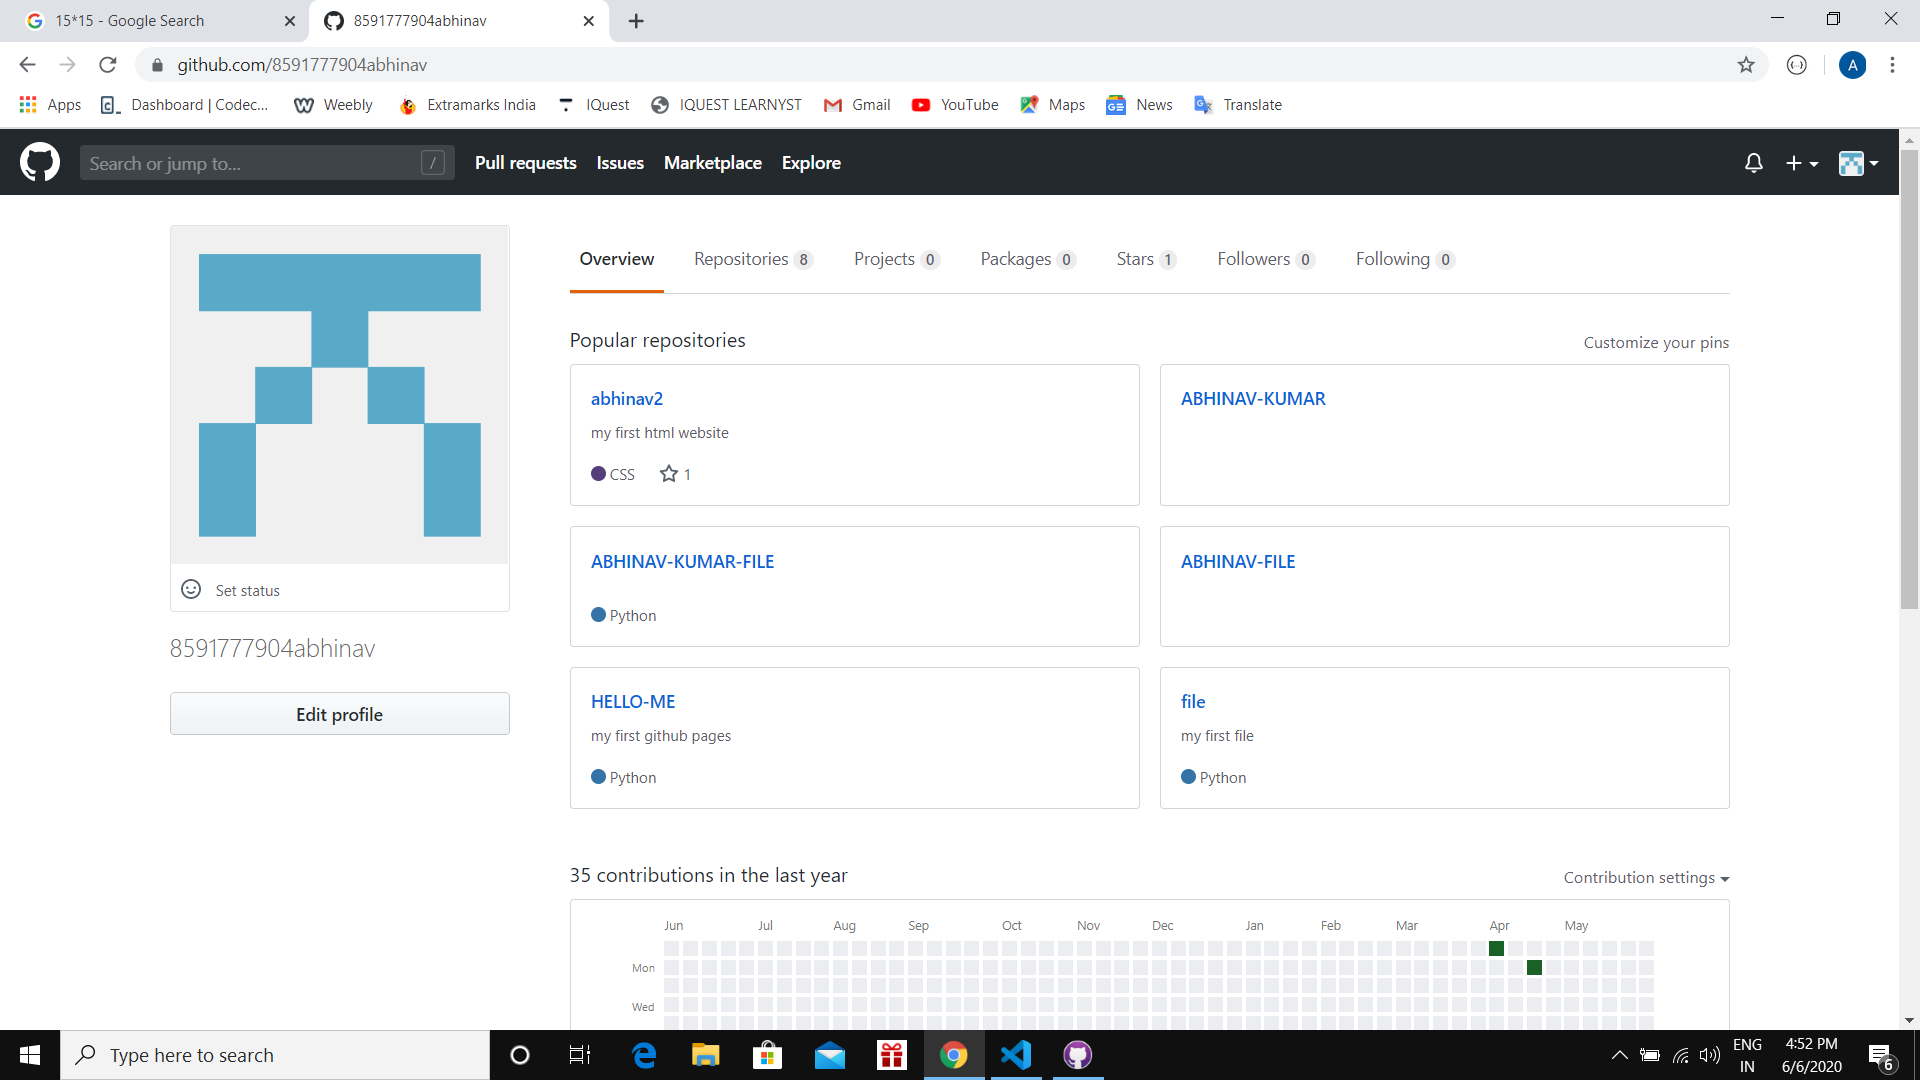 15*15 - Google Search
8591777904abhinav
github.com/8591777904abhinav
A
Apps
Dashboard | Codec...
Weebly
Extramarks India
IQuest
IQUEST LEARNYST
Gmail
YouTube
Maps
News
Translate
Search or jump to... /
Pull requests
Issues
Marketplace
Explore
Overview
Repositories 8
Projects 0
Packages 0
Stars 1
Followers 0
Following 0
Popular repositories
Customize your pins
abhinav2
my first html website
CSS 1
ABHINAV-KUMAR
ABHINAV-KUMAR-FILE
Python
ABHINAV-FILE
HELLO-ME
my first github pages
Python
file
my first file
Python
Set status
8591777904abhinav
Edit profile
35 contributions in the last year
Contribution settings
Jun Jul Aug Sep Oct Nov Dec Jan Feb Mar Apr May
Mon
Wed
Type here to search
ENG
IN
4:52 PM
6/6/2020
6